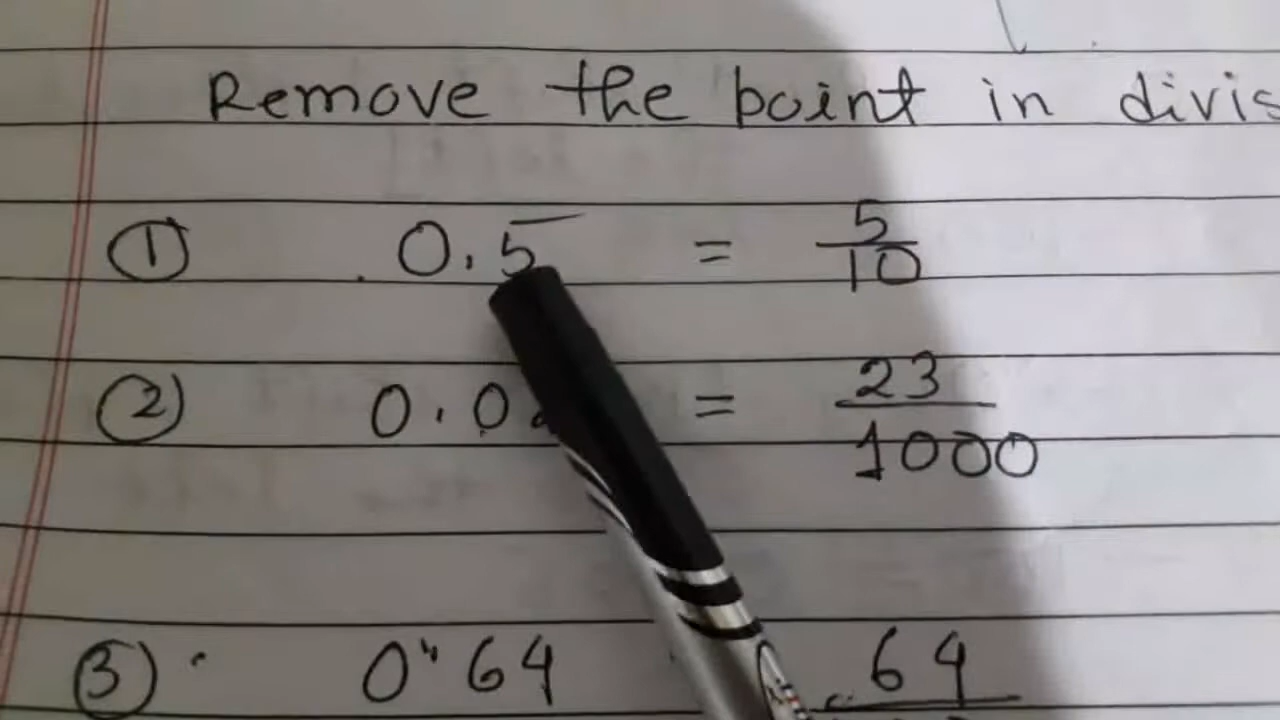 Remove the point in divis
① 0.5 = 5/10
② 0.0 = 23/1000
③ 0.64 64